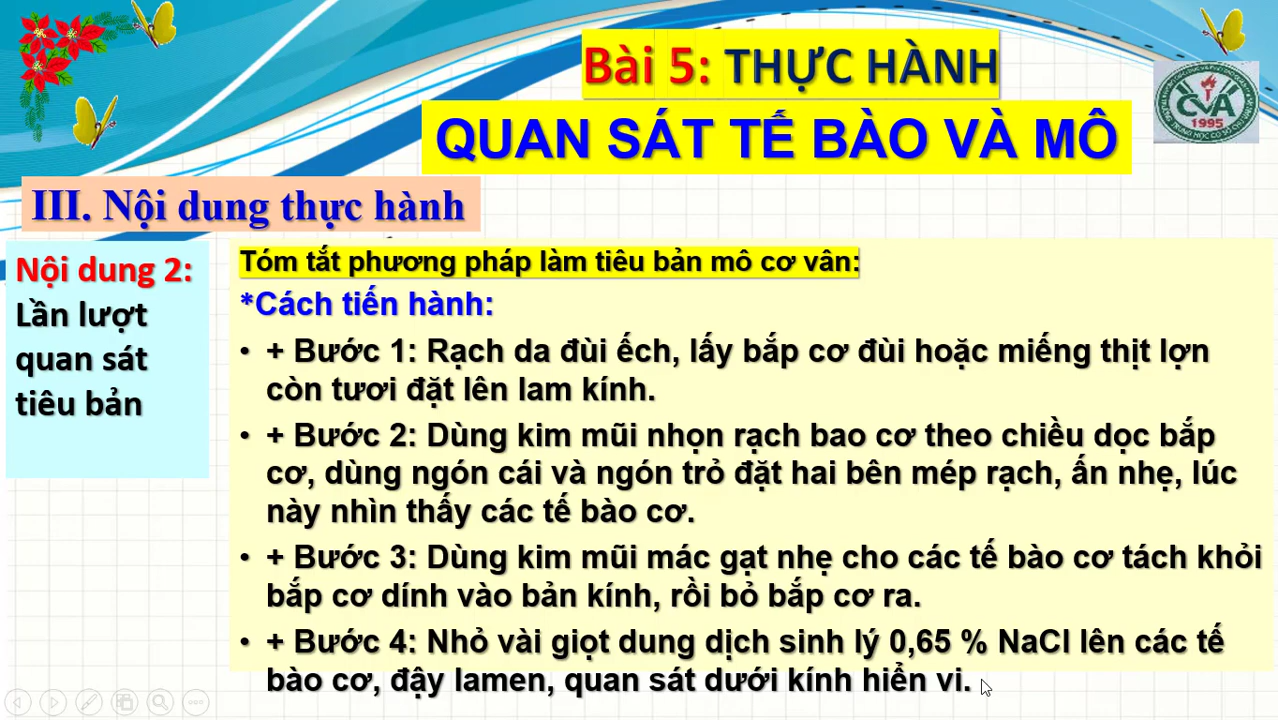 Bài 5: THỰC HÀNH
QUAN SÁT TẾ BÀO VÀ MÔ
CVA
1995
III. Nội dung thực hành
Nội dung 2:
Lần lượt
quan sát
tiêu bản
Tóm tắt phương pháp làm tiêu bản mô cơ vân:
*Cách tiến hành:
• + Bước 1: Rạch da đùi ếch, lấy bắp cơ đùi hoặc miếng thịt lợn
còn tươi đặt lên lam kính.
• + Bước 2: Dùng kim mũi nhọn rạch bao cơ theo chiều dọc bắp
cơ, dùng ngón cái và ngón trỏ đặt hai bên mép rạch, ấn nhẹ, lúc
này nhìn thấy các tế bào cơ.
• + Bước 3: Dùng kim mũi mác gạt nhẹ cho các tế bào cơ tách khỏi
bắp cơ dính vào bản kính, rồi bỏ bắp cơ ra.
• + Bước 4: Nhỏ vài giọt dung dịch sinh lý 0,65 % NaCl lên các tế
bào cơ, đậy lamen, quan sát dưới kính hiển vi.